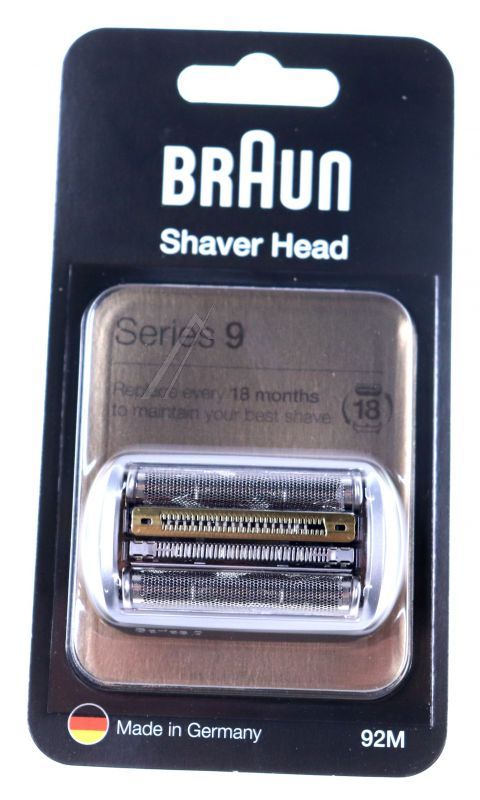 BRAUN
Shaver Head
Series 9
Replace every 18 months
to maintain your best shave
18
Made in Germany
92M